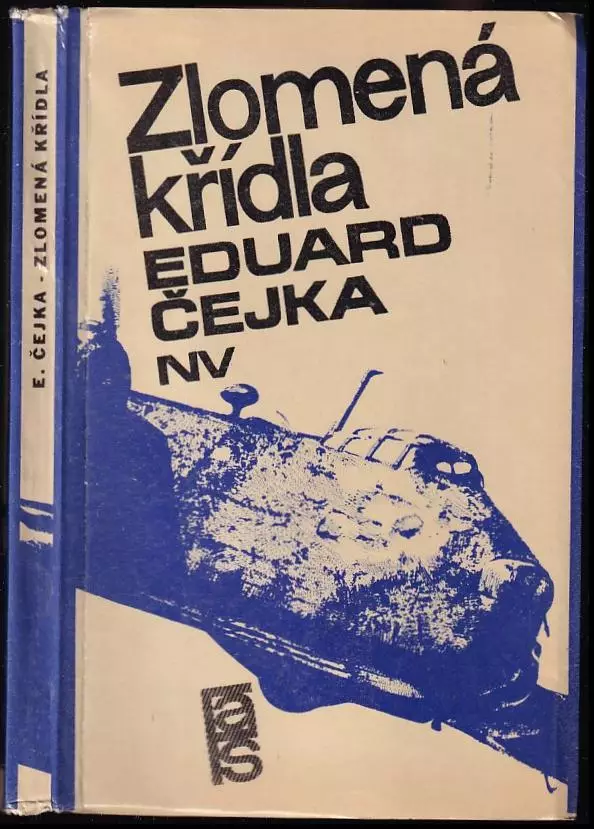 E. ČEJKA - ZLOMENÁ KŘÍDLA
Zlomená
křídla
EDUARD
ČEJKA
NV